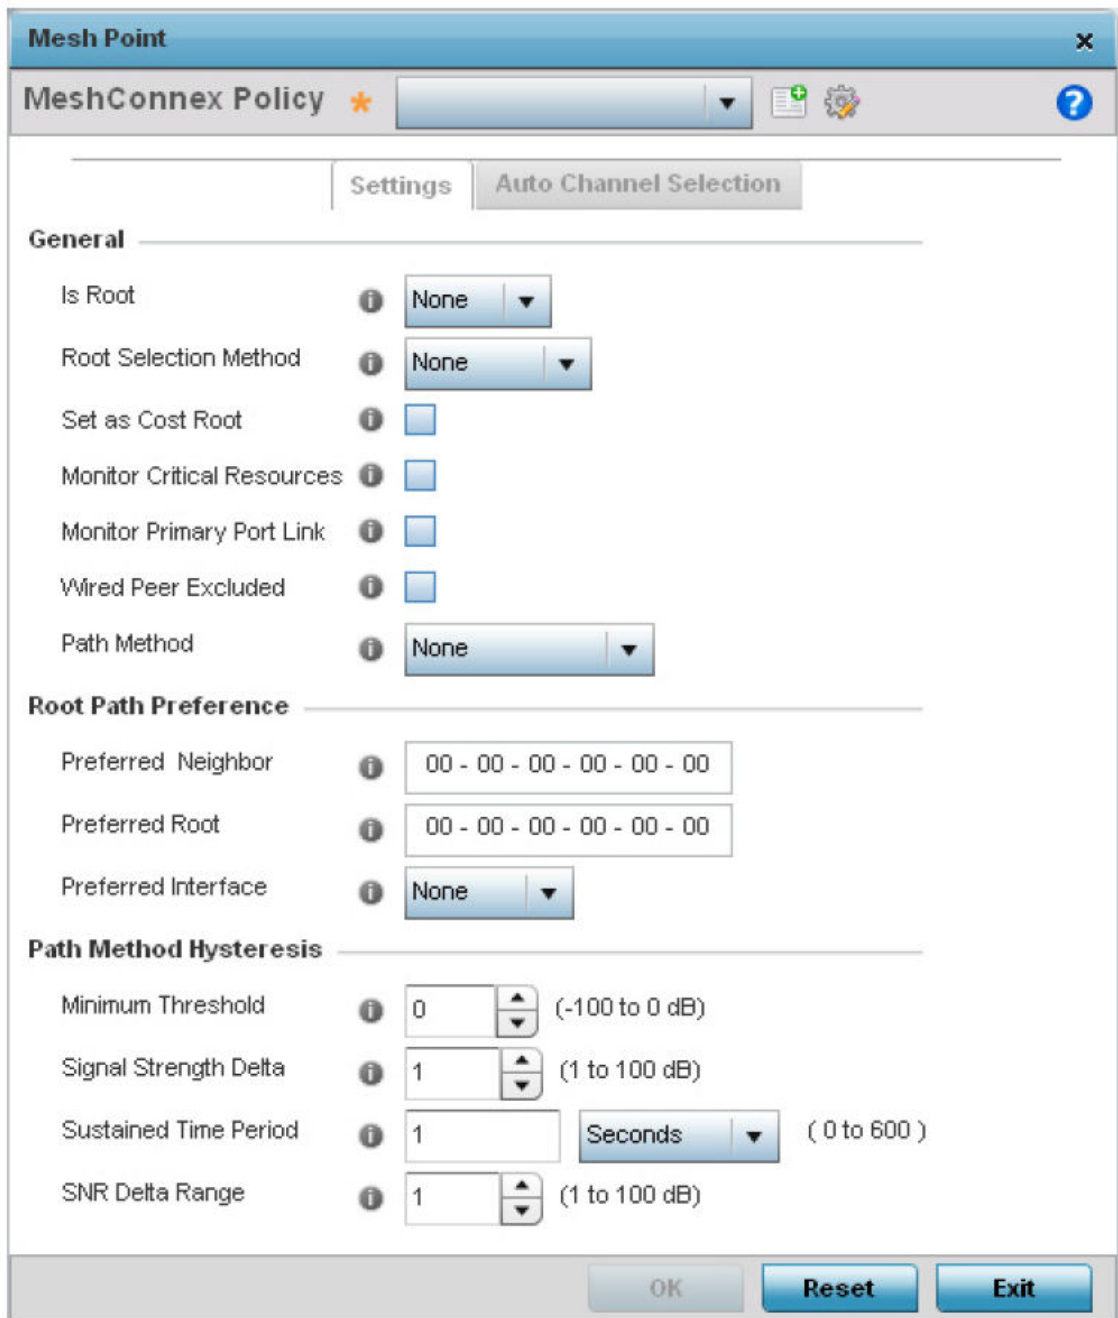 Mesh Point x
MeshConnex Policy * ?
Settings Auto Channel Selection
General
Is Root i None
Root Selection Method i None
Set as Cost Root i
Monitor Critical Resources i
Monitor Primary Port Link i
Wired Peer Excluded i
Path Method i None
Root Path Preference
Preferred Neighbor i 00 - 00 - 00 - 00 - 00 - 00
Preferred Root i 00 - 00 - 00 - 00 - 00 - 00
Preferred Interface i None
Path Method Hysteresis
Minimum Threshold i 0 (-100 to 0 dB)
Signal Strength Delta i 1 (1 to 100 dB)
Sustained Time Period i 1 Seconds ( 0 to 600 )
SNR Delta Range i 1 (1 to 100 dB)
OK Reset Exit